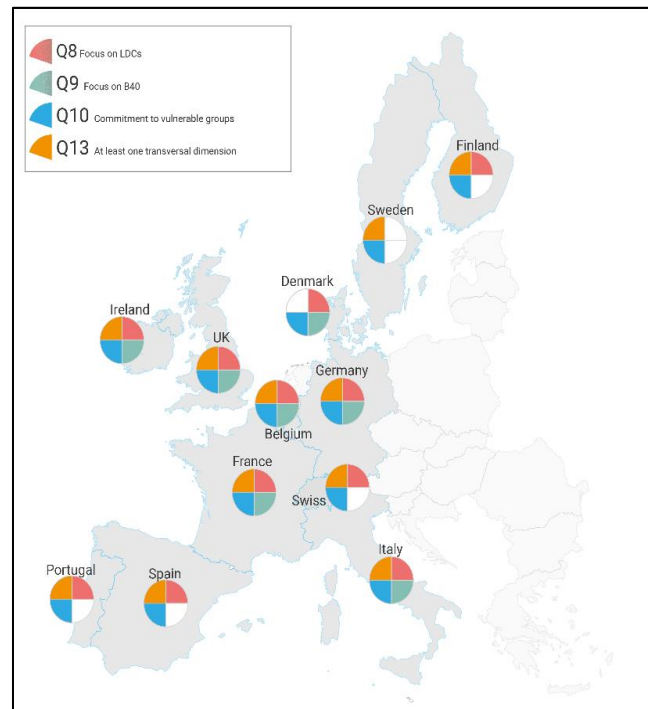 Q8 Focus on LDCs
Q9 Focus on B40
Q10 Commitment to vulnerable groups
Q13 At least one transversal dimension
Finland
Sweden
Denmark
Ireland
UK
Germany
Belgium
France
Swiss
Italy
Portugal
Spain